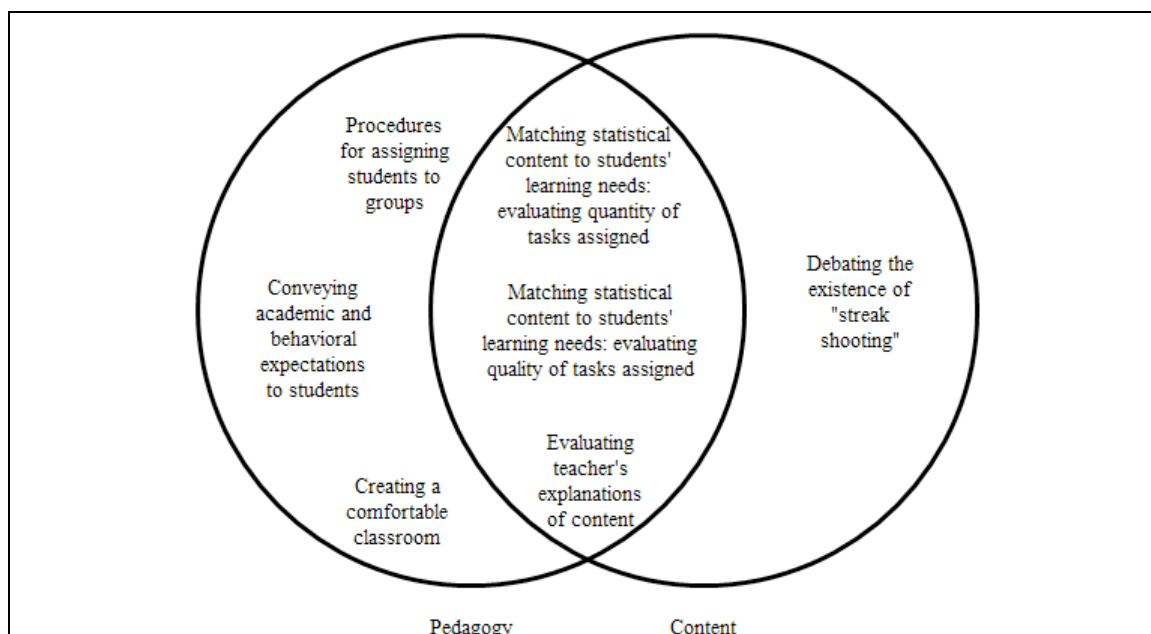 Procedures
for assigning
students to
groups
Conveying
academic and
behavioral
expectations
to students
Creating a
comfortable
classroom
Matching statistical
content to students'
learning needs:
evaluating quantity of
tasks assigned
Matching statistical
content to students'
learning needs: evaluating
quality of tasks assigned
Evaluating
teacher's
explanations
of content
Debating the
existence of
"streak
shooting"
Pedagogy
Content